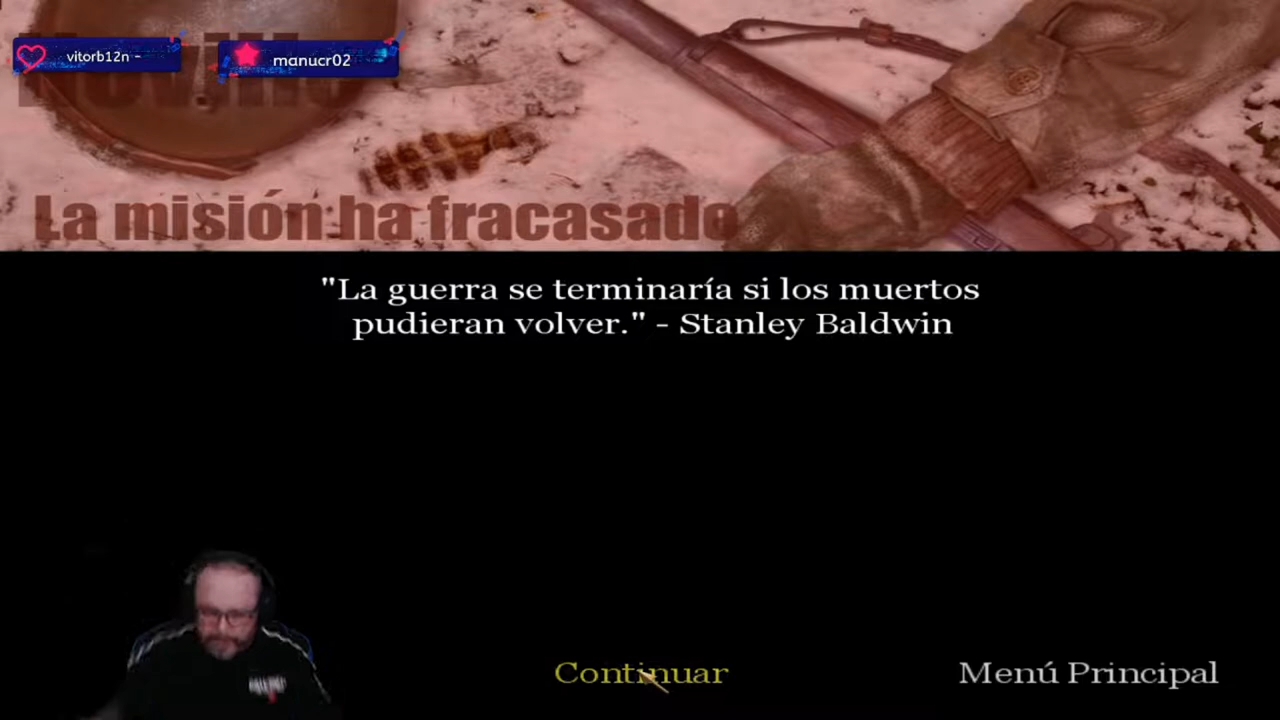 vitorb12n -
manucr02
Noville
La misión ha fracasado
"La guerra se terminaría si los muertos
pudieran volver." - Stanley Baldwin
Continuar
Menú Principal